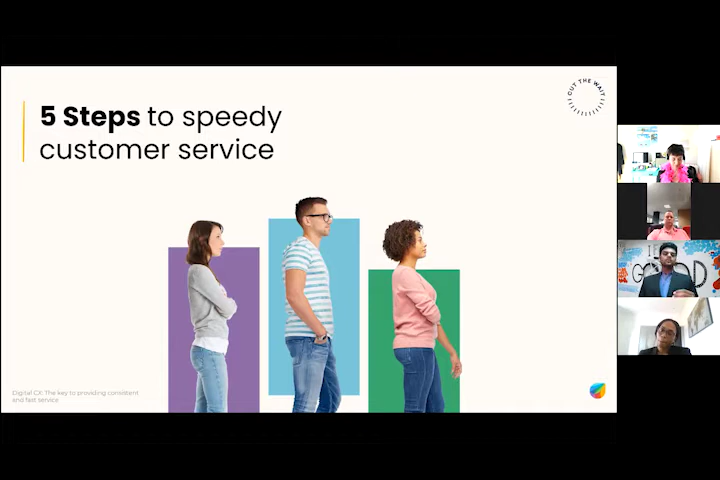 5 Steps to speedy
customer service
CUT THE WAIT
Digital CX: The key to providing consistent
and fast service